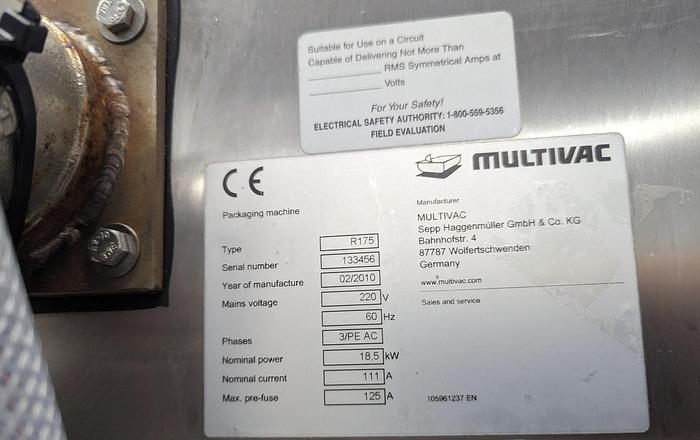 Suitable for Use on a Circuit
Capable of Delivering Not More Than
RMS Symmetrical Amps at
Volts
For Your Safety!
ELECTRICAL SAFETY AUTHORITY: 1-800-559-5356
FIELD EVALUATION
CE
MULTIVAC
Packaging machine
Type R175
Serial number 133456
Year of manufacture 02/2010
Mains voltage 220 V
60 Hz
Phases 3/PE AC
Nominal power 18,5 kW
Nominal current 111 A
Max. pre-fuse 125 A
Manufacturer
MULTIVAC
Sepp Haggenmüller GmbH & Co. KG
Bahnhofstr. 4
87787 Wolfertschwenden
Germany
www.multivac.com
Sales and service
105961237 EN